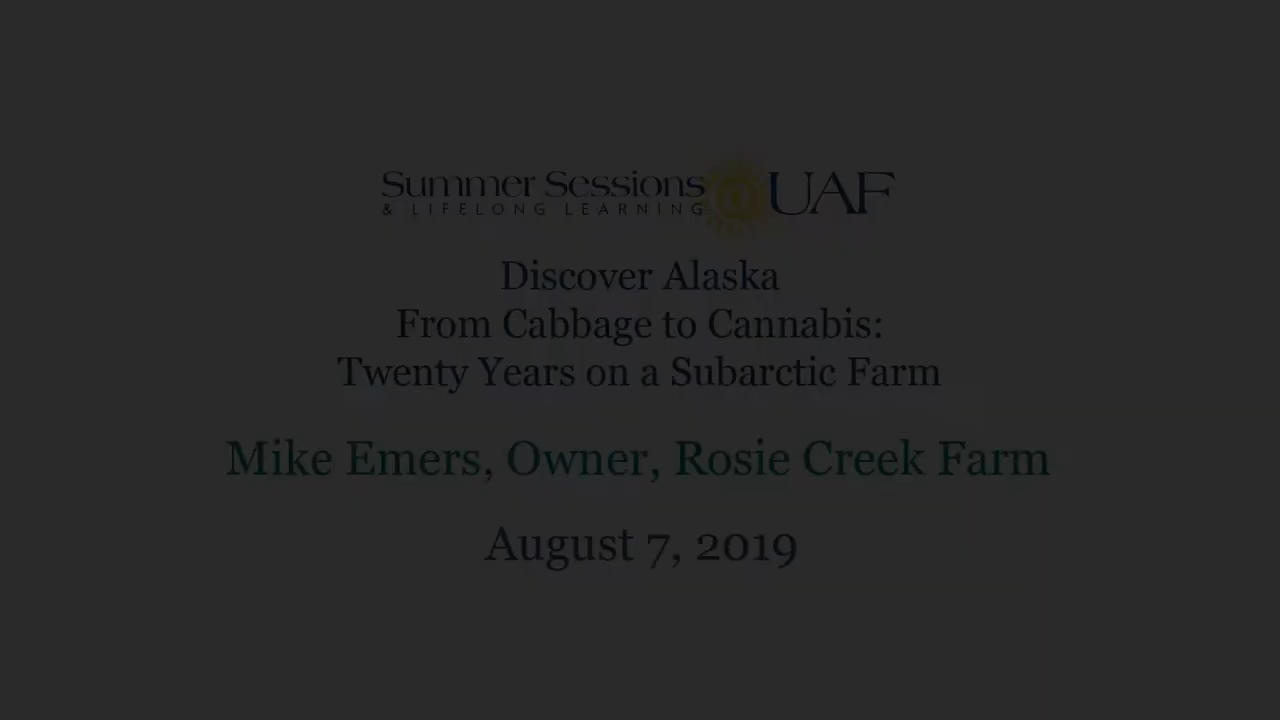 Summer Sessions @ UAF
& LIFELONG LEARNING
Discover Alaska
From Cabbage to Cannabis:
Twenty Years on a Subarctic Farm
Mike Emers, Owner, Rosie Creek Farm
August 7, 2019